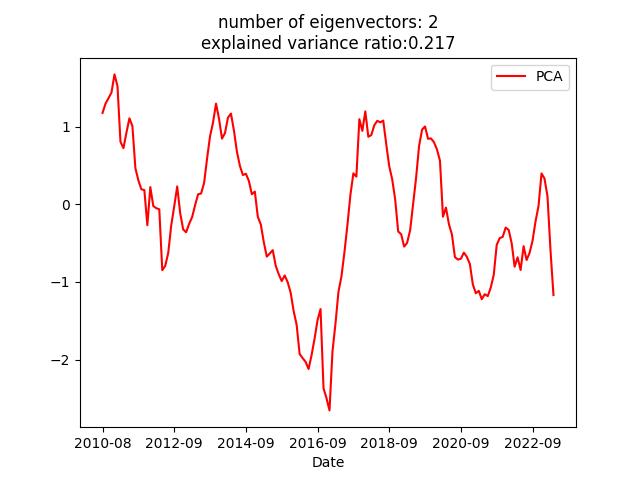 number of eigenvectors: 2
explained variance ratio:0.217
PCA
1
0
−1
−2
2010-08 2012-09 2014-09 2016-09 2018-09 2020-09 2022-09
Date